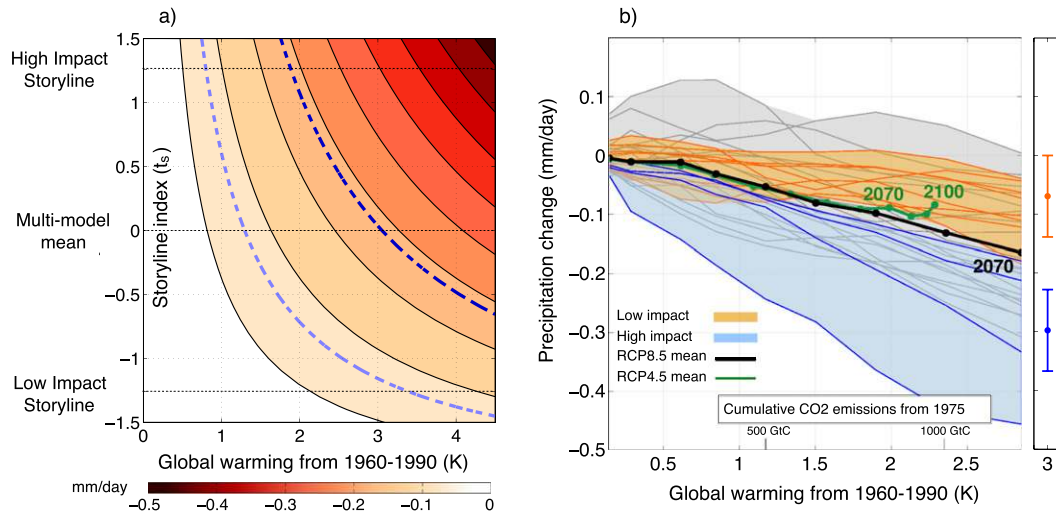 a)
High Impact
Storyline
Multi-model
mean
Low Impact
Storyline
Storyline index (tₛ)
1.5
1
0.5
0
−0.5
−1
−1.5
0 1 2 3 4
Global warming from 1960-1990 (K)
mm/day
−0.5 −0.4 −0.3 −0.2 −0.1 0
b)
Precipitation change (mm/day)
0.1
0
−0.1
−0.2
−0.3
−0.4
−0.5
2070 2100
2070
Low impact
High impact
RCP8.5 mean
RCP4.5 mean
Cumulative CO2 emissions from 1975
500 GtC 1000 GtC
0.5 1 1.5 2 2.5 3
Global warming from 1960-1990 (K)